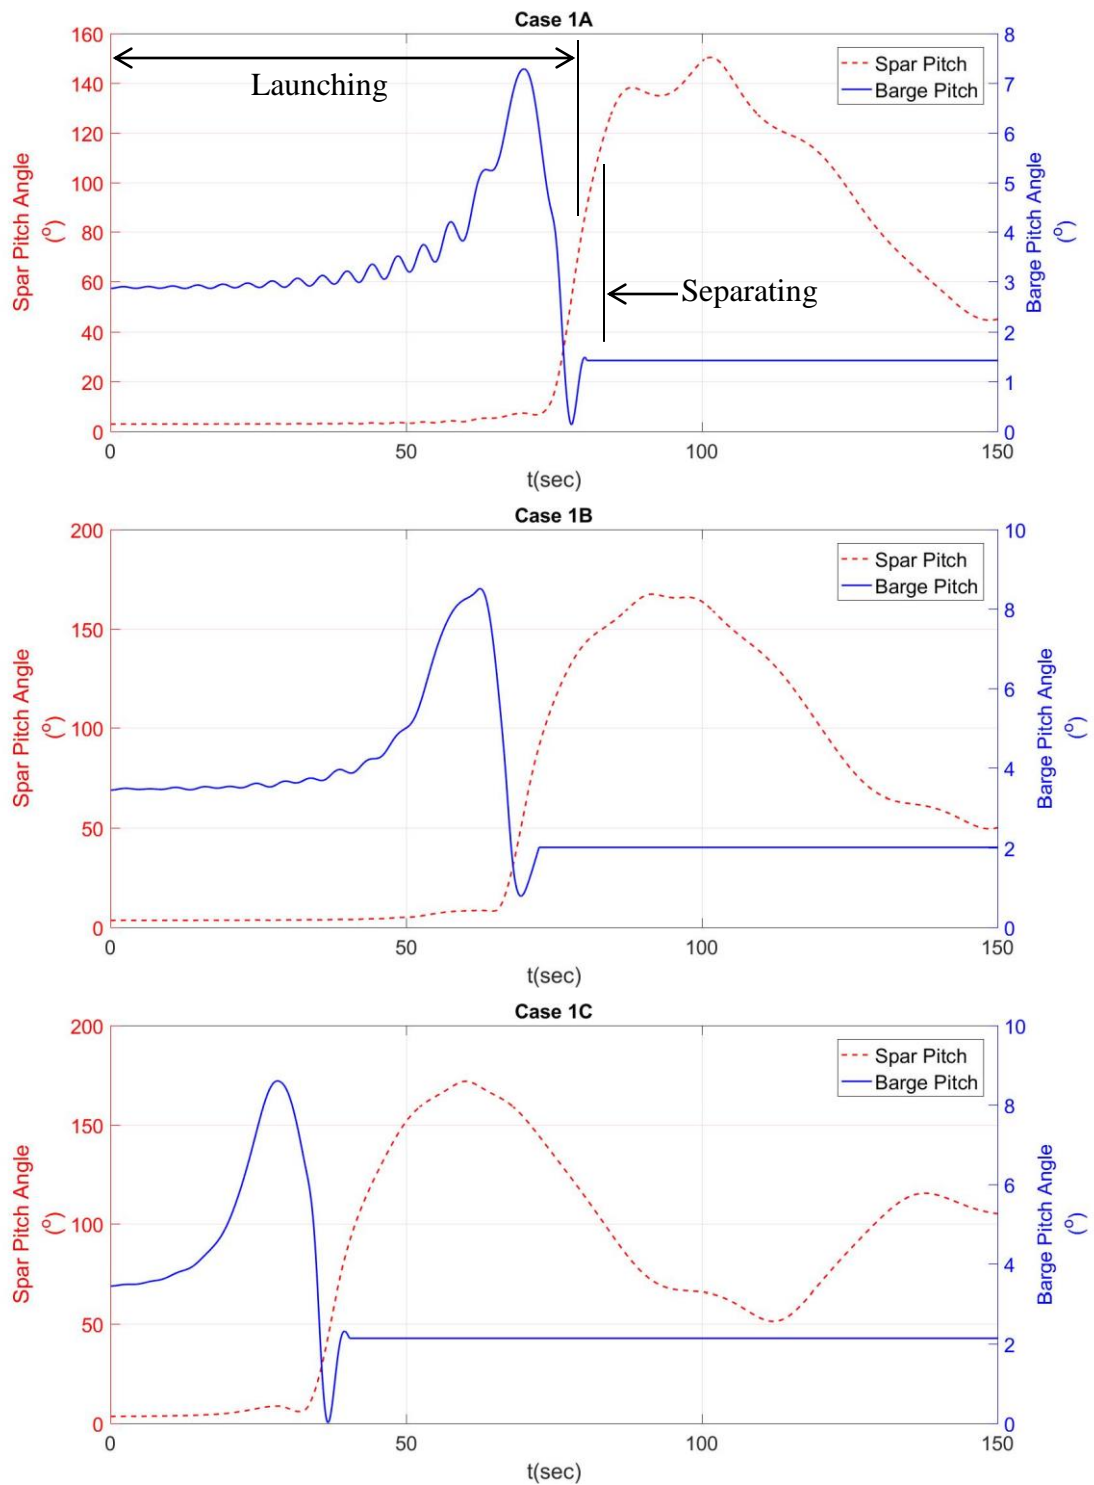 Case 1A
160
140
120
100
80
60
40
20
0
8
7
6
5
4
3
2
1
0
Spar Pitch Angle
(°)
Barge Pitch Angle
(°)
Launching
Separating
Spar Pitch
Barge Pitch
0 50 100 150
t(sec)
Case 1B
200
150
100
50
0
10
8
6
4
2
0
Spar Pitch Angle
(°)
Barge Pitch Angle
(°)
Spar Pitch
Barge Pitch
0 50 100 150
t(sec)
Case 1C
200
150
100
50
0
10
8
6
4
2
0
Spar Pitch Angle
(°)
Barge Pitch Angle
(°)
Spar Pitch
Barge Pitch
0 50 100 150
t(sec)